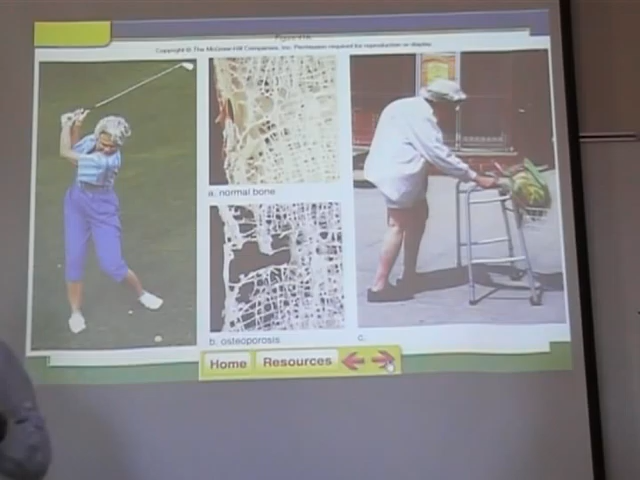 Copyright © The McGraw-Hill Companies, Inc. Permission required for reproduction or display.
a. normal bone
b. osteoporosis
c.
Home
Resources